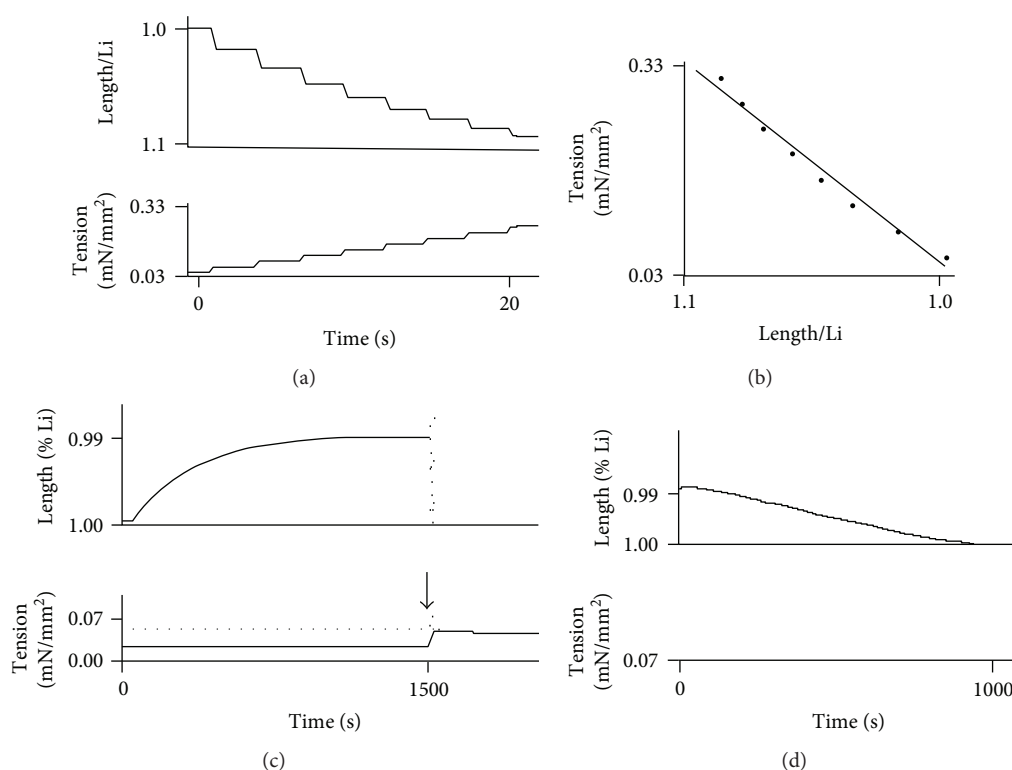 1.0
Length/Li
1.1
0.33
Tension
(mN/mm²)
0.03
0
20
Time (s)
(a)
0.33
Tension
(mN/mm²)
0.03
1.1
1.0
Length/Li
(b)
0.99
Length (% Li)
1.00
0.07
Tension
(mN/mm²)
0.00
0
1500
Time (s)
(c)
0.99
Length (% Li)
1.00
Tension
(mN/mm²)
0.07
0
1000
Time (s)
(d)